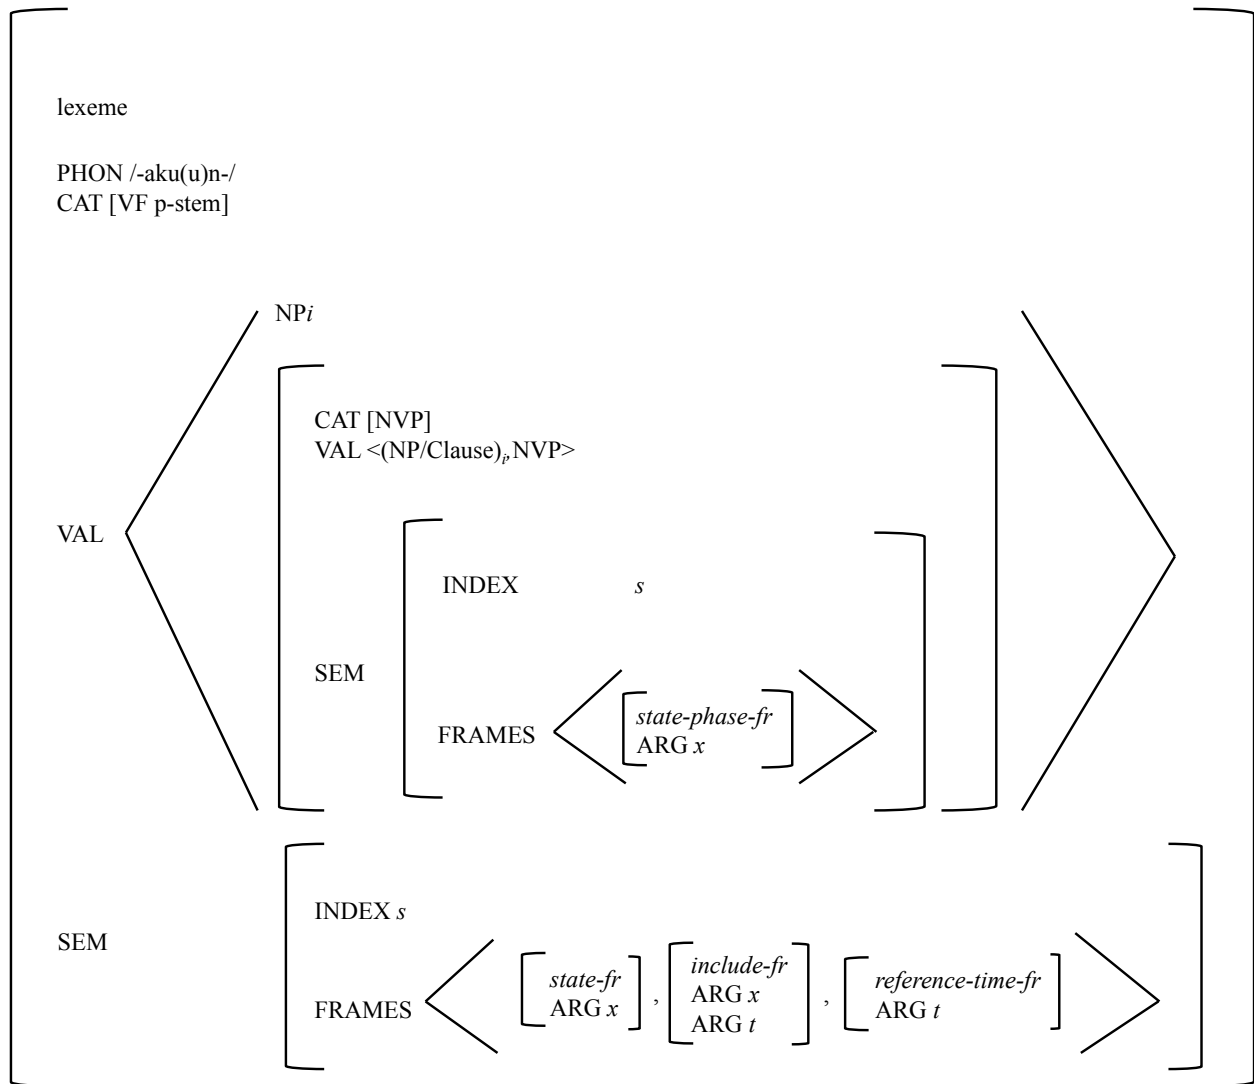 lexeme
PHON /-aku(u)n-/
CAT [VF p-stem]
NPi
CAT [NVP]
VAL <(NP/Clause)i, NVP>
VAL
INDEX s
SEM
state-phase-fr
FRAMES
ARG x
INDEX s
SEM
state-fr
ARG x
,
include-fr
ARG x
ARG t
,
reference-time-fr
ARG t
FRAMES